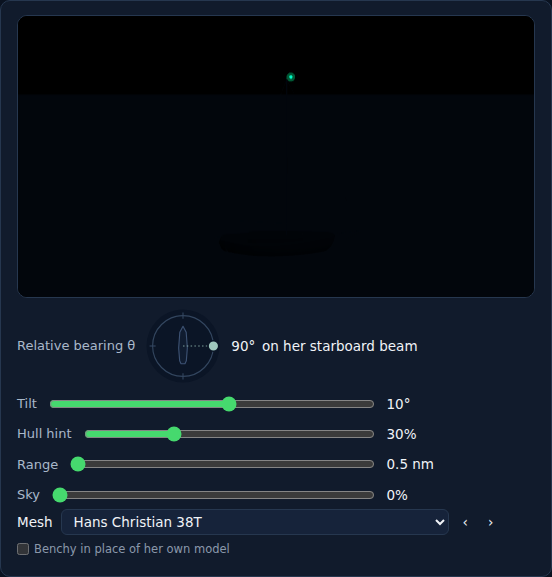 Relative bearing θ
90° on her starboard beam
Tilt 10°
Hull hint 30%
Range 0.5 nm
Sky 0%
Mesh Hans Christian 38T ‹ ›
Benchy in place of her own model